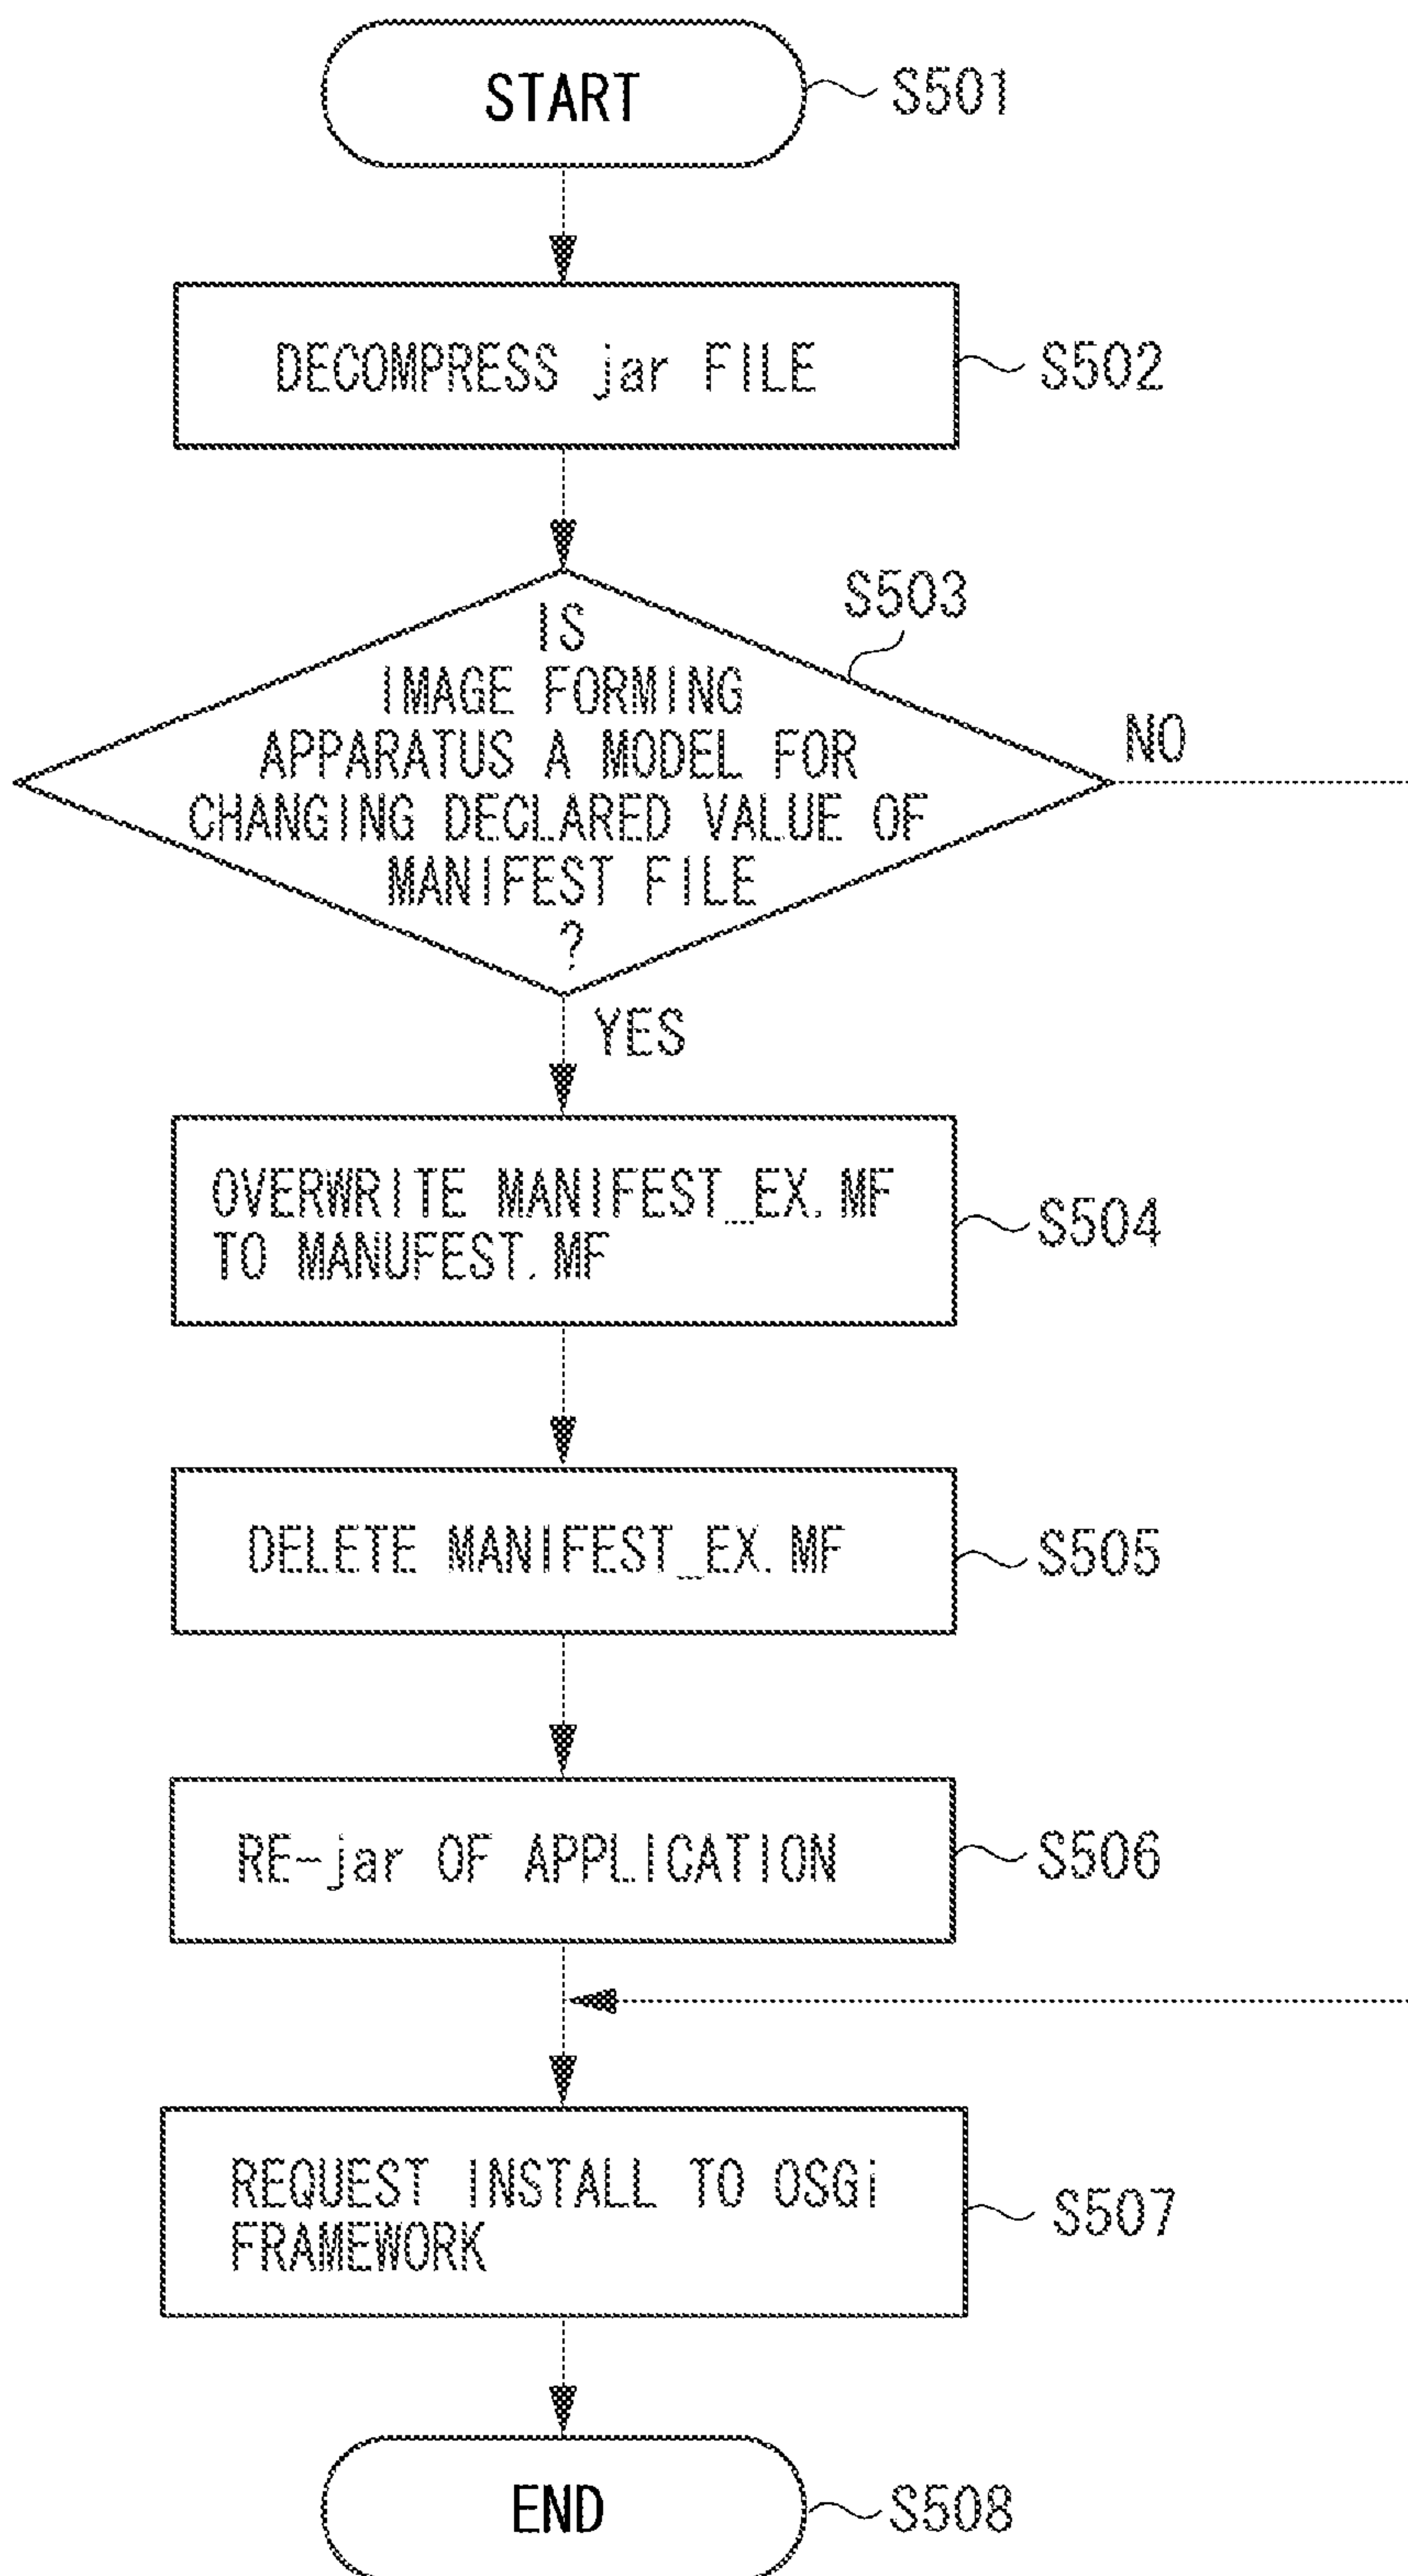 START
S501
DECOMPRESS jar FILE
S502
S503
IS
IMAGE FORMING
APPARATUS A MODEL FOR
CHANGING DECLARED VALUE OF
MANIFEST FILE
?
NO
YES
OVERWRITE MANIFEST_EX.MF
TO MANUFEST.MF
S504
DELETE MANIFEST_EX.MF
S505
RE-jar OF APPLICATION
S506
REQUEST INSTALL TO OSGi
FRAMEWORK
S507
END
S508